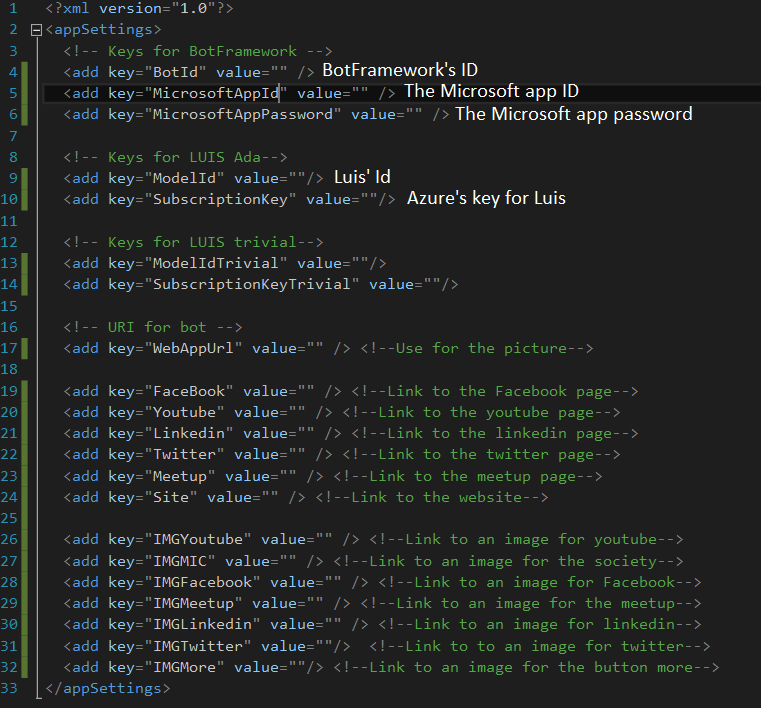 1 <?xml version="1.0"?>
2 <appSettings>
3 <!-- Keys for BotFramework -->
4 <add key="BotId" value="" /> BotFramework's ID
5 <add key="MicrosoftAppId" value="" /> The Microsoft app ID
6 <add key="MicrosoftAppPassword" value="" /> The Microsoft app password
7
8 <!-- Keys for LUIS Ada-->
9 <add key="ModelId" value=""/> Luis' Id
10 <add key="SubscriptionKey" value=""/> Azure's key for Luis
11
12 <!-- Keys for LUIS trivial-->
13 <add key="ModelIdTrivial" value=""/>
14 <add key="SubscriptionKeyTrivial" value=""/>
15
16 <!-- URI for bot -->
17 <add key="WebAppUrl" value="" /> <!--Use for the picture-->
18
19 <add key="FaceBook" value="" /> <!--Link to the Facebook page-->
20 <add key="Youtube" value="" /> <!--Link to the youtube page-->
21 <add key="Linkedin" value="" /> <!--Link to the linkedin page-->
22 <add key="Twitter" value="" /> <!--Link to the twitter page-->
23 <add key="Meetup" value="" /> <!--Link to the meetup page-->
24 <add key="Site" value="" /> <!--Link to the website-->
25
26 <add key="IMGYoutube" value="" /> <!--Link to an image for youtube-->
27 <add key="IMGMIC" value="" /> <!--Link to an image for the society-->
28 <add key="IMGFacebook" value="" /> <!--Link to an image for Facebook-->
29 <add key="IMGMeetup" value="" /> <!--Link to an image for the meetup-->
30 <add key="IMGLinkedin" value="" /> <!--Link to an image for linkedin-->
31 <add key="IMGTwitter" value=""/> <!--Link to to an image for twitter-->
32 <add key="IMGMore" value=""/> <!--Link to an image for the button more-->
33 </appSettings>